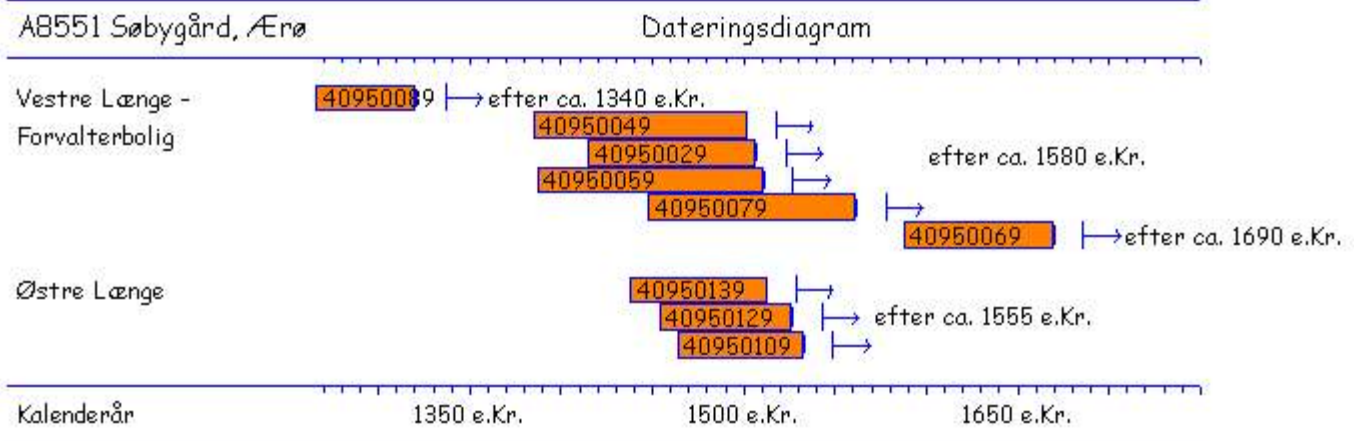 A8551 Søbygård, Ærø Dateringsdiagram
Vestre Længe - 40950089 efter ca. 1340 e.Kr.
Forvalterbolig 40950049
40950029 efter ca. 1580 e.Kr.
40950059
40950079
40950069 efter ca. 1690 e.Kr.
Østre Længe 40950139
40950129 efter ca. 1555 e.Kr.
40950109
Kalenderår 1350 e.Kr. 1500 e.Kr. 1650 e.Kr.